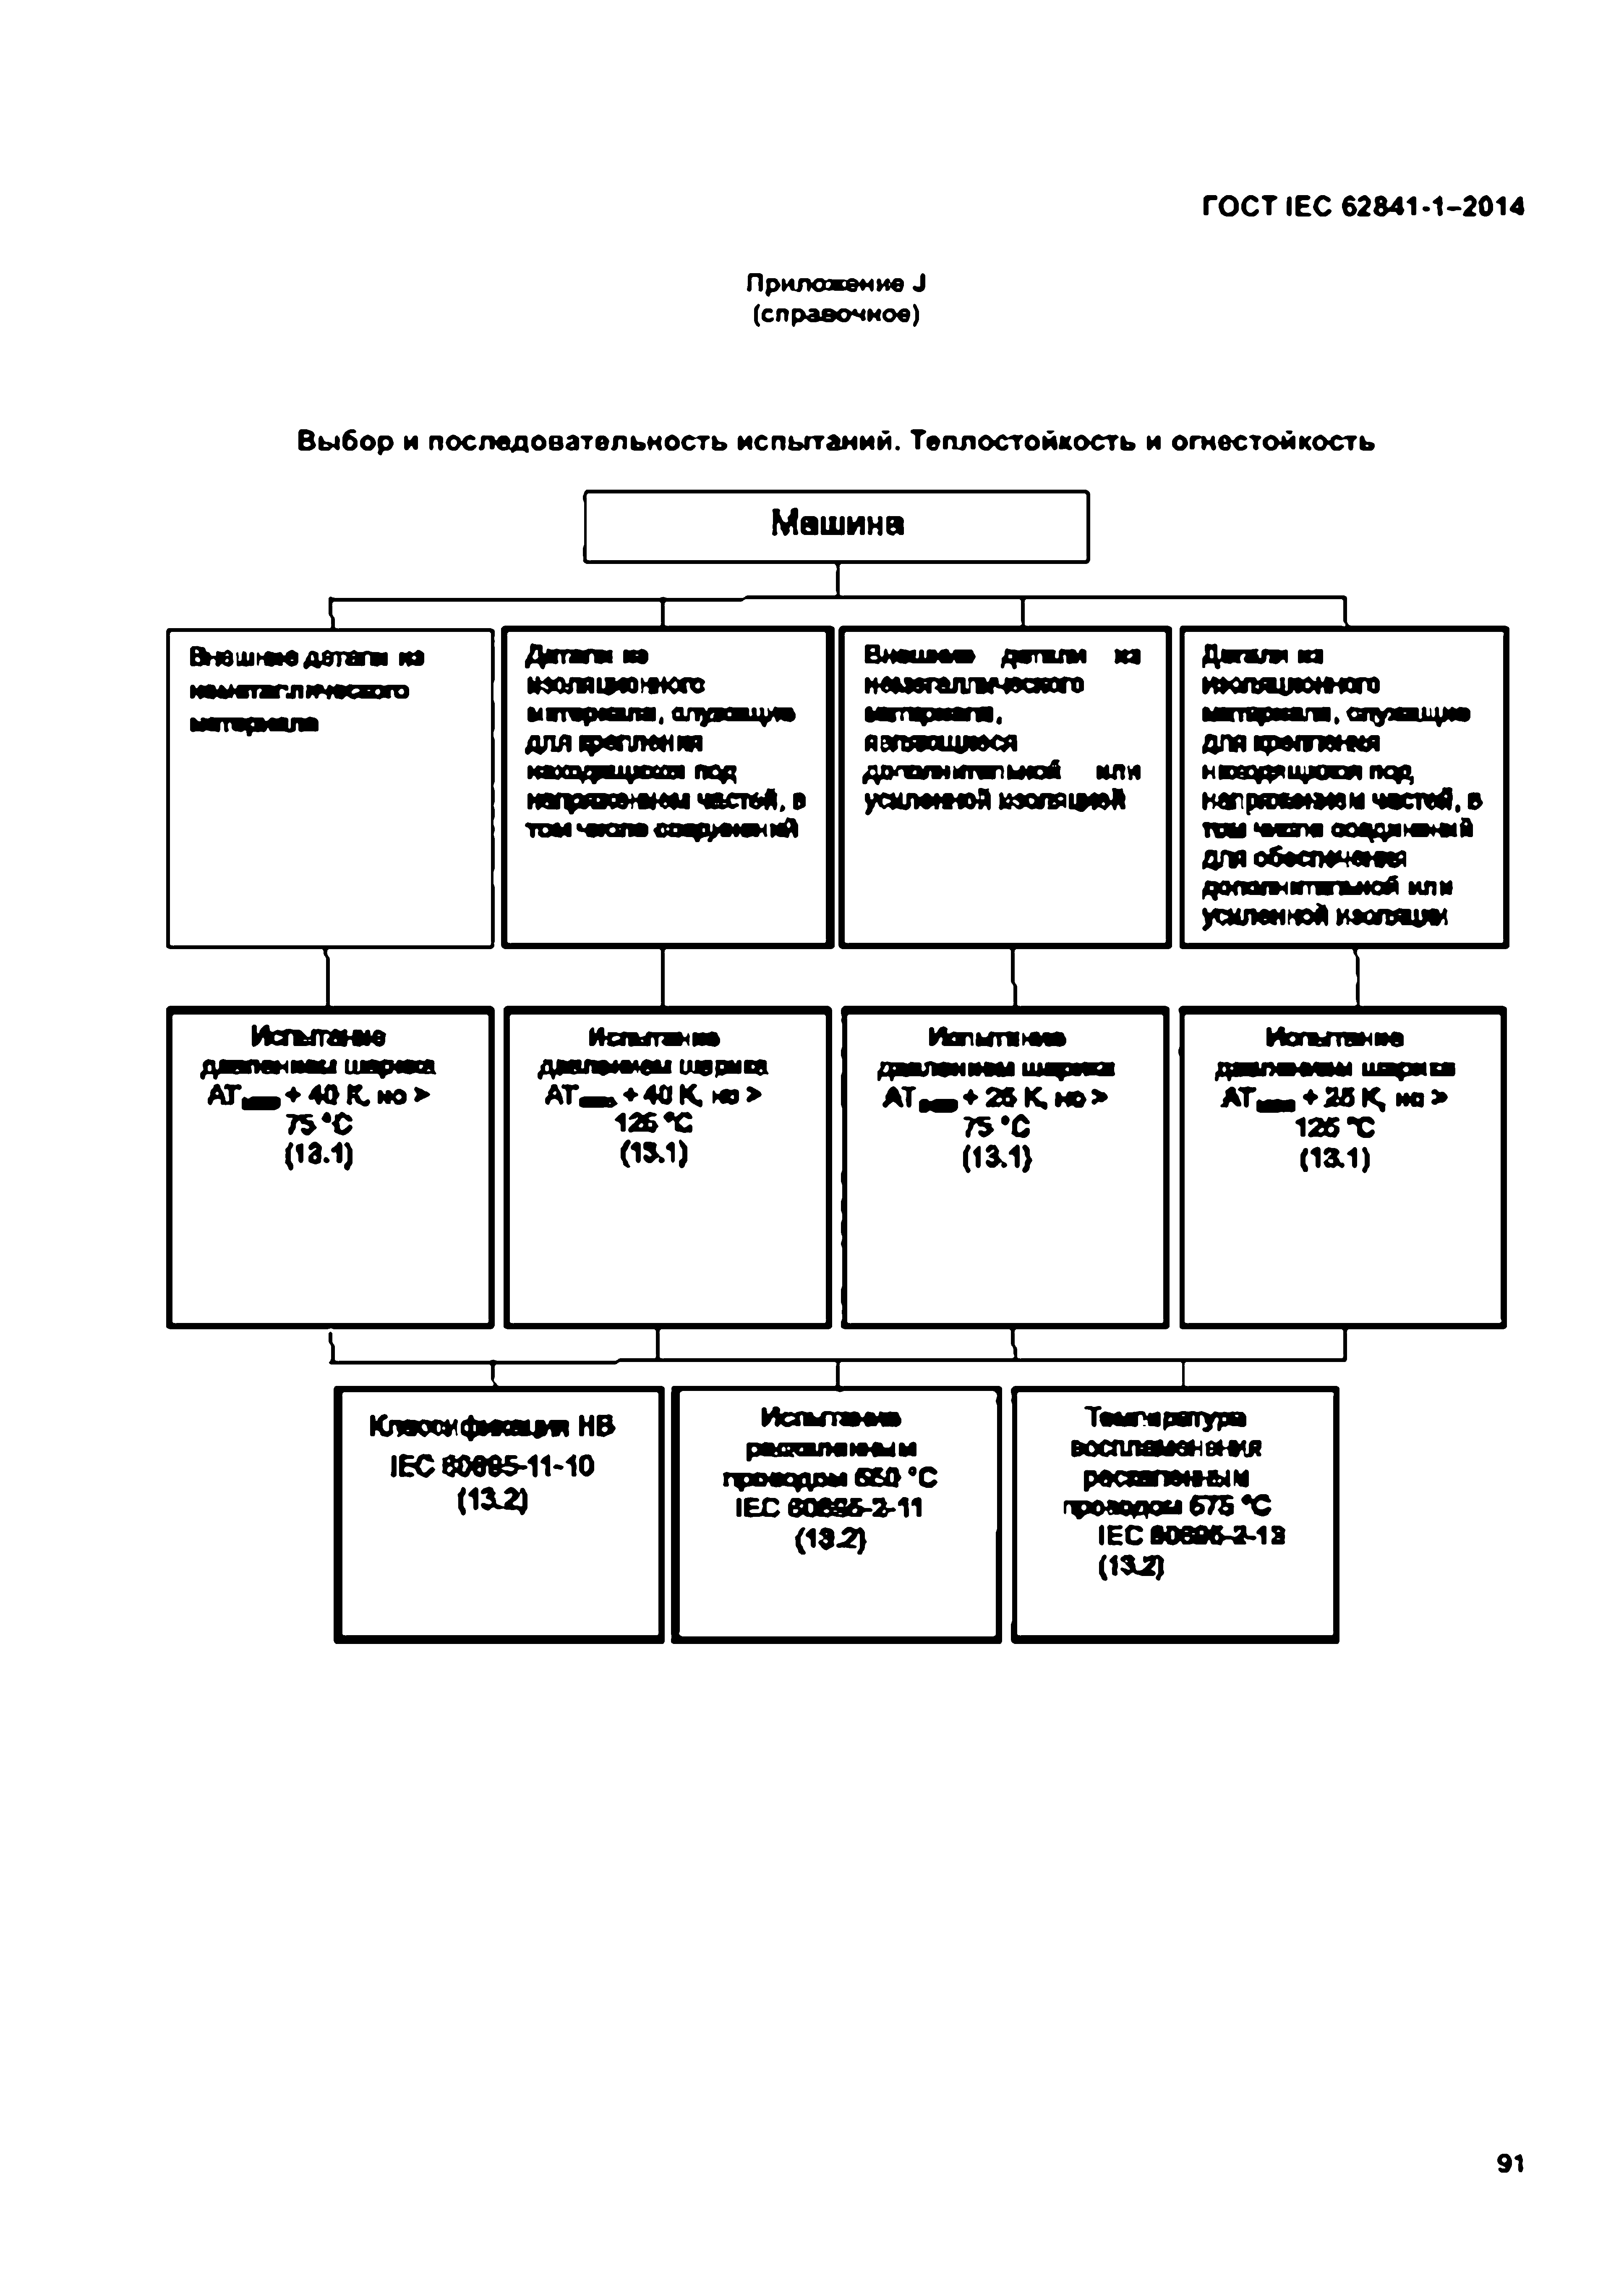 ГОСТ IEC 62841-1–2014
Приложение J
(справочное)
Выбор и последовательность испытаний. Теплостойкость и огнестойкость
Машина
Внешние детали из
неметаллического
материала
Детали из
изоляционного
материала, служащие
для крепления
находящихся под
напряжением частей, в
том числе соединений
Внешние детали из
неметаллического
материала,
являющиеся
дополнительной или
усиленной изоляцией
Детали из
изоляционного
материала, служащие
для крепления
находящихся под
напряжением частей, в
том числе соединений
для обеспечения
дополнительной или
усиленной изоляции
Испытание
давлением шарика
AT + 40 K, но >
75 °C
(13.1)
Испытание
давлением шарика
AT + 40 K, но >
125 °C
(13.1)
Испытание
давлением шарика
AT + 25 K, но >
75 °C
(13.1)
Испытание
давлением шарика
AT + 25 K, но >
125 °C
(13.1)
Классификация HB
IEC 60695-11-10
(13.2)
Испытание
раскаленным
проводом 550 °C
IEC 60695-2-11
(13.2)
Температура
воспламенения
раскаленным
проводом 575 °C
IEC 60695-2-13
(13.2)
91